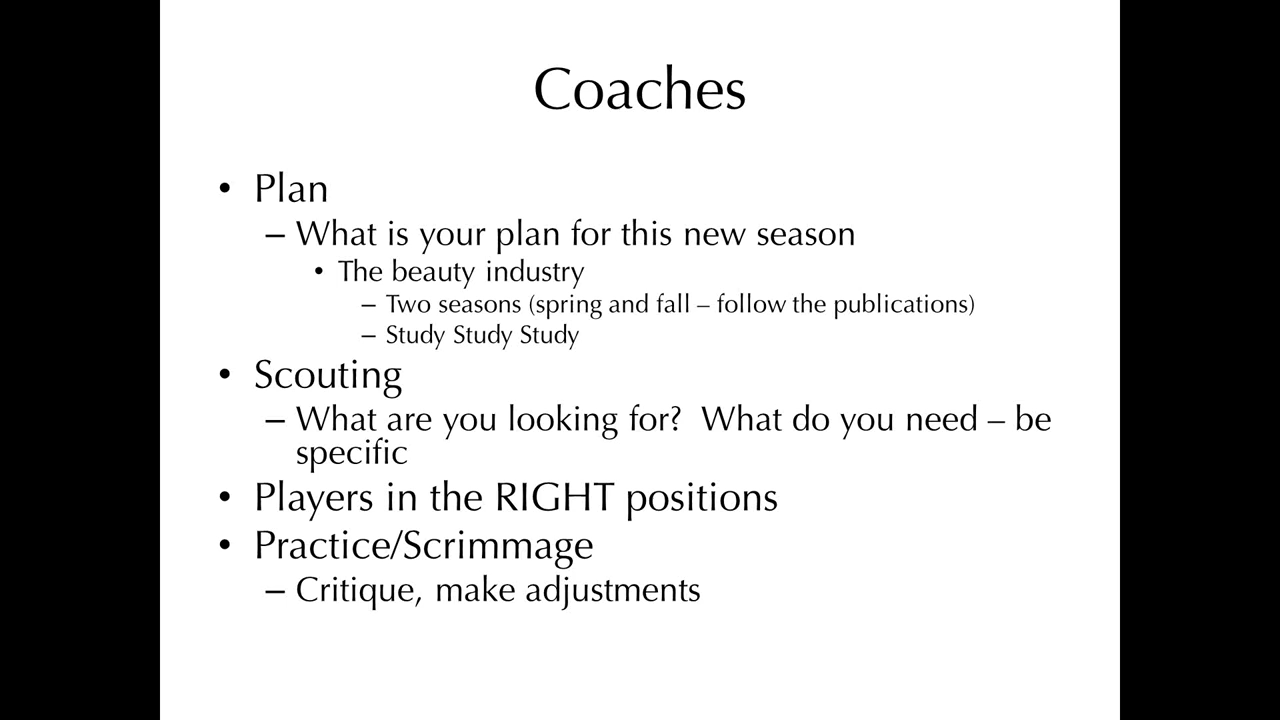 Coaches
• Plan
– What is your plan for this new season
• The beauty industry
– Two seasons (spring and fall – follow the publications)
– Study Study Study
• Scouting
– What are you looking for?  What do you need – be
specific
• Players in the RIGHT positions
• Practice/Scrimmage
– Critique, make adjustments